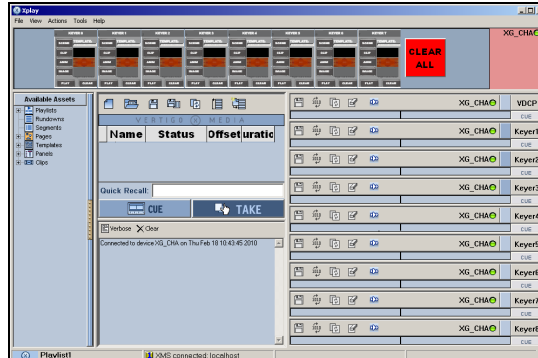 Xplay
File View Actions Tools Help
CLEAR ALL
XG_CHA
Available Assets
Playlists
Rundowns
Segments
Pages
Templates
Panels
Clips
VERTIGO MEDIA
Name Status Offset uratio
Quick Recall:
CUE TAKE
Verbose Clear
Connected to device XG_CHA on Thu Feb 18 10:43:45 2010
XG_CHA VDCP
CUE
XG_CHA Keyer1
CUE
XG_CHA Keyer2
CUE
XG_CHA Keyer3
CUE
XG_CHA Keyer4
CUE
XG_CHA Keyer5
CUE
XG_CHA Keyer6
CUE
XG_CHA Keyer7
CUE
XG_CHA Keyer8
CUE
Playlist1 XMS connected: localhost